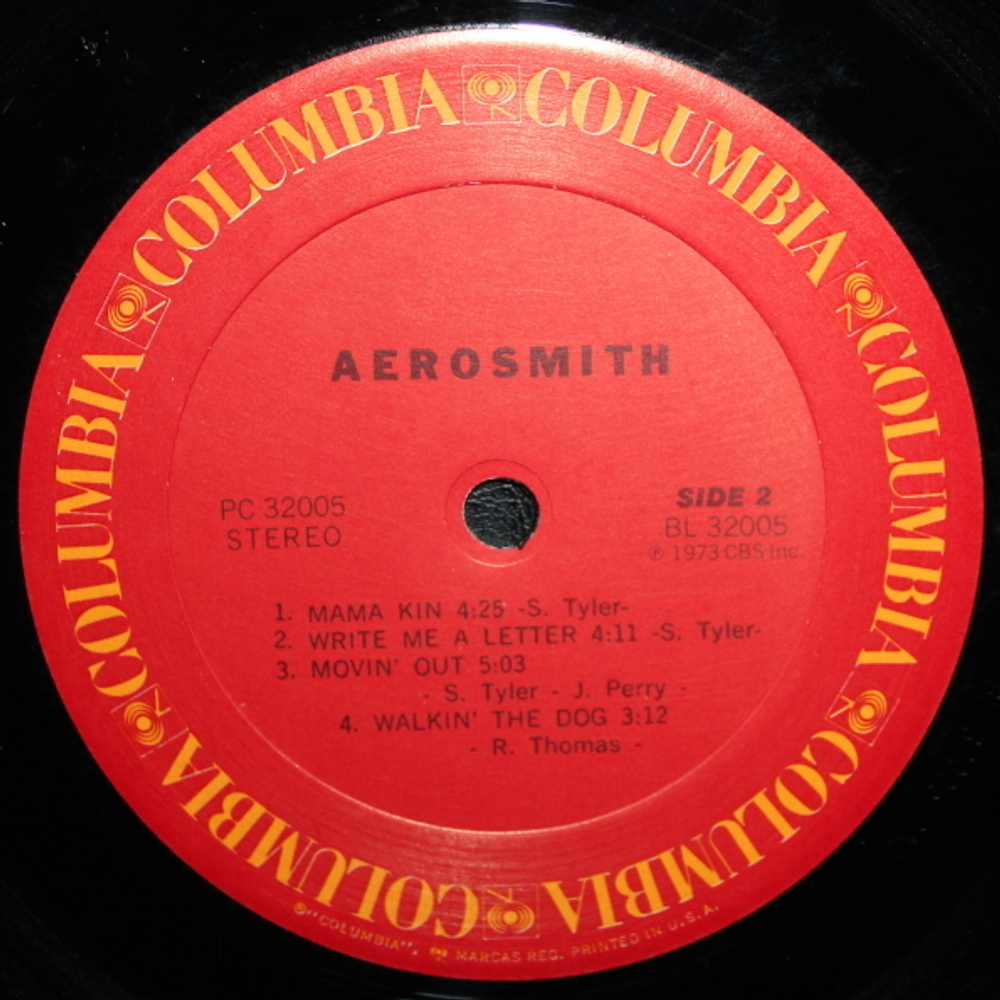 COLUMBIA COLUMBIA COLUMBIA COLUMBIA COLUMBIA COLUMBIA
AEROSMITH
PC 32005
STEREO
SIDE 2
BL 32005
℗ 1973 CBS Inc.
1. MAMA KIN 4:25 -S. Tyler-
2. WRITE ME A LETTER 4:11 -S. Tyler-
3. MOVIN' OUT 5:03
- S. Tyler - J. Perry -
4. WALKIN' THE DOG 3:12
- R. Thomas -
®"COLUMBIA", MARCAS REG. PRINTED IN U.S.A.